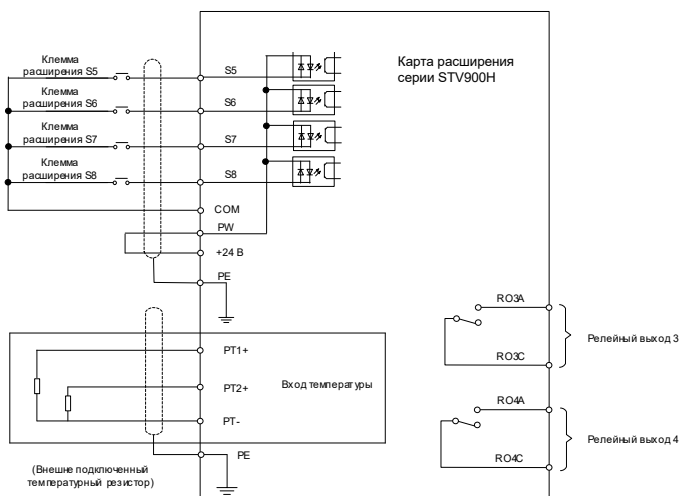 Карта расширения
серии STV900H
Клемма
расширения S5
S5
Клемма
расширения S6
S6
Клемма
расширения S7
S7
Клемма
расширения S8
S8
COM
PW
+24 В
PE
RO3A
Релейный выход 3
RO3C
PT1+
PT2+
Вход температуры
PT-
RO4A
Релейный выход 4
RO4C
PE
(Внешне подключенный
температурный резистор)